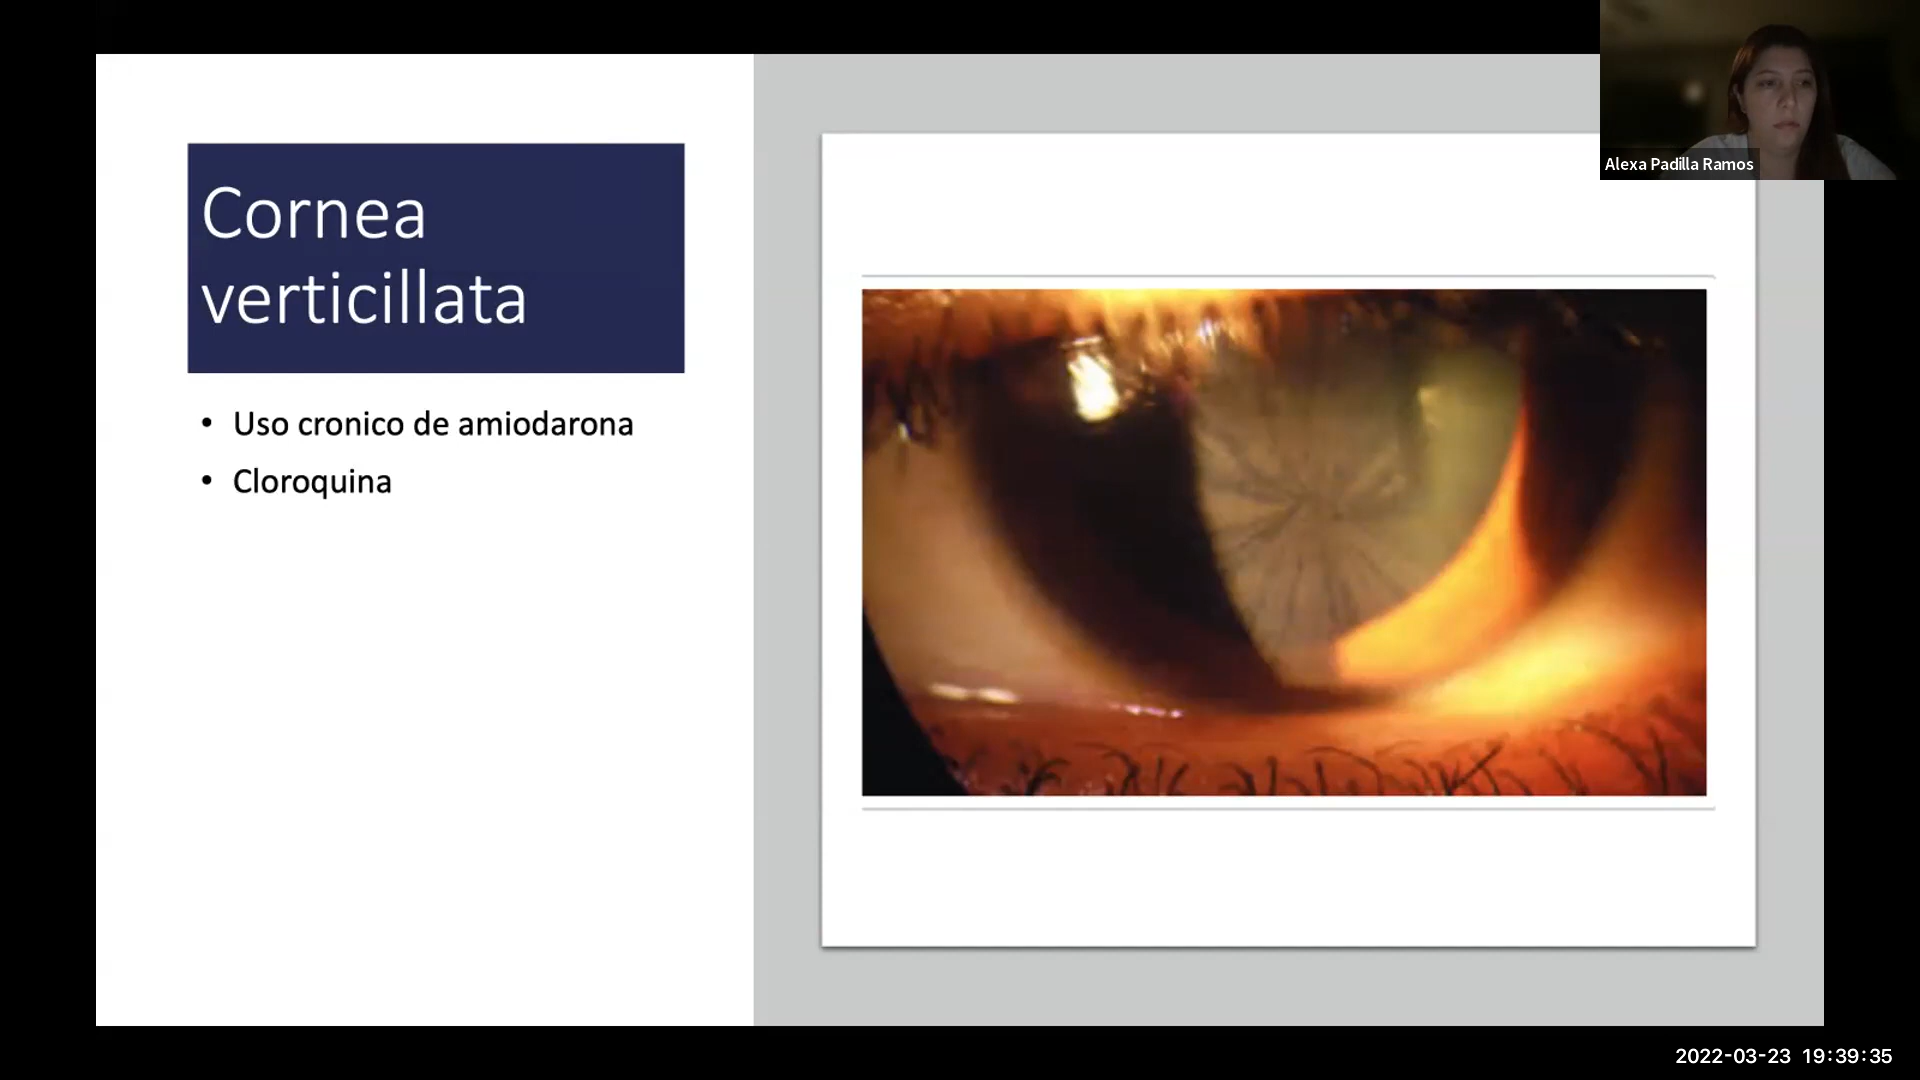 Cornea
verticillata
• Uso cronico de amiodarona
• Cloroquina
Alexa Padilla Ramos
2022-03-23 19:39:35